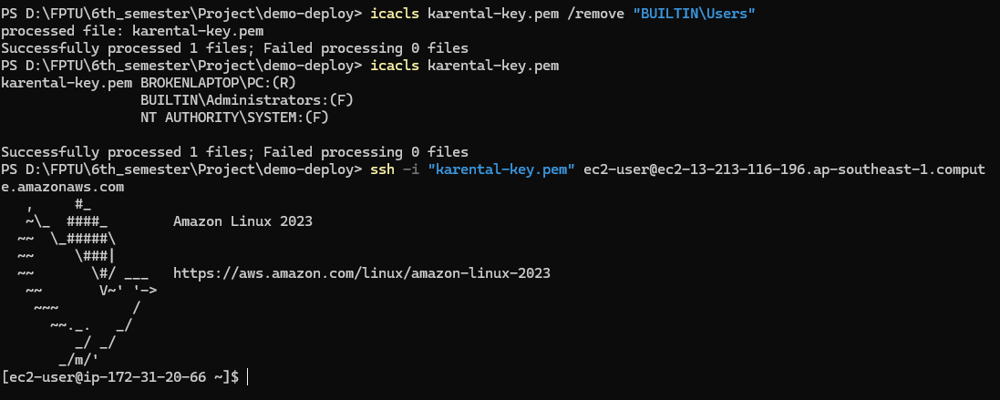 PS D:\FPTU\6th_semester\Project\demo-deploy> icacls karental-key.pem /remove "BUILTIN\Users"
processed file: karental-key.pem
Successfully processed 1 files; Failed processing 0 files
PS D:\FPTU\6th_semester\Project\demo-deploy> icacls karental-key.pem
karental-key.pem BROKENLAPTOP\PC:(R)
                 BUILTIN\Administrators:(F)
                 NT AUTHORITY\SYSTEM:(F)

Successfully processed 1 files; Failed processing 0 files
PS D:\FPTU\6th_semester\Project\demo-deploy> ssh -i "karental-key.pem" ec2-user@ec2-13-213-116-196.ap-southeast-1.comput
e.amazonaws.com
   ,     #_
   ~\_  ####_        Amazon Linux 2023
  ~~  \_#####\
  ~~     \###|
  ~~       \#/ ___   https://aws.amazon.com/linux/amazon-linux-2023
   ~~       V~' '->
    ~~~         /
      ~~._.   _/
         _/ _/
       _/m/'
[ec2-user@ip-172-31-20-66 ~]$